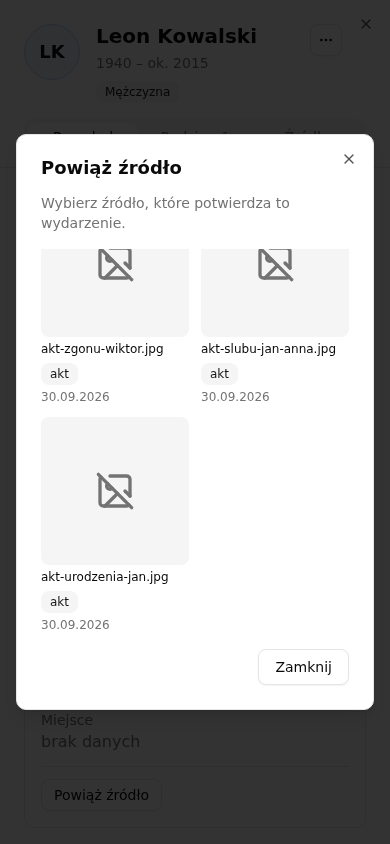 LK
Leon Kowalski
1940 – ok. 2015
Mężczyzna
Powiąż źródło
Wybierz źródło, które potwierdza to
wydarzenie.
akt-zgonu-wiktor.jpg
akt-slubu-jan-anna.jpg
akt
akt
30.09.2026
30.09.2026
akt-urodzenia-jan.jpg
akt
30.09.2026
Zamknij
Miejsce
brak danych
Powiąż źródło